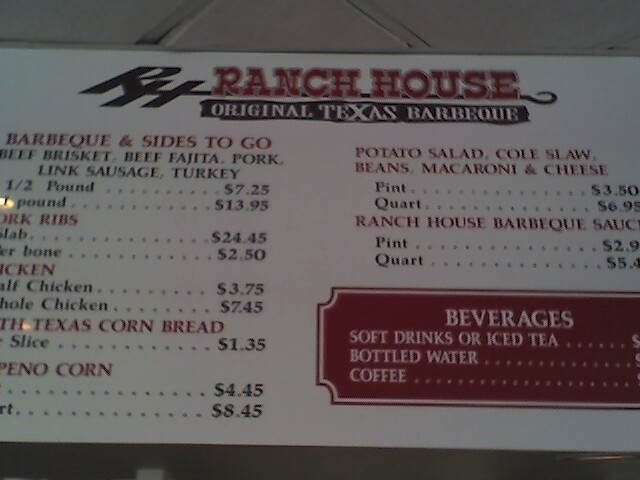 RH RANCH HOUSE
ORIGINAL TEXAS BARBEQUE
BARBEQUE & SIDES TO GO
BEEF BRISKET, BEEF FAJITA, PORK,
LINK SAUSAGE, TURKEY
1/2 Pound $7.25
pound $13.95
ORK RIBS
Slab $24.45
er bone $2.50
ICKEN
alf Chicken $3.75
hole Chicken $7.45
TH TEXAS CORN BREAD
Slice $1.35
PENO CORN
$4.45
rt $8.45
POTATO SALAD, COLE SLAW,
BEANS, MACARONI & CHEESE
Pint $3.50
Quart $6.95
RANCH HOUSE BARBEQUE SAUC
Pint $2.9
Quart $5.4
BEVERAGES
SOFT DRINKS OR ICED TEA $
BOTTLED WATER
COFFEE